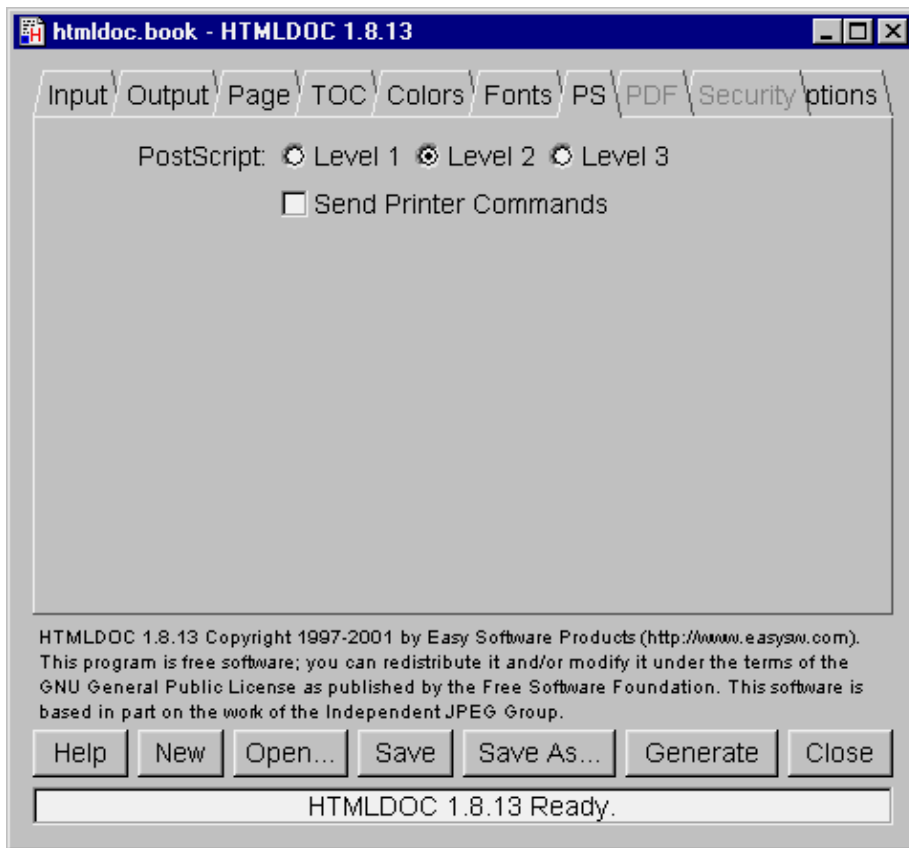 htmldoc.book - HTMLDOC 1.8.13
Input Output Page TOC Colors Fonts PS PDF Security ptions
PostScript: Level 1 Level 2 Level 3
Send Printer Commands
HTMLDOC 1.8.13 Copyright 1997-2001 by Easy Software Products (http://www.easysw.com).
This program is free software; you can redistribute it and/or modify it under the terms of the
GNU General Public License as published by the Free Software Foundation. This software is
based in part on the work of the Independent JPEG Group.
Help New Open... Save Save As... Generate Close
HTMLDOC 1.8.13 Ready.